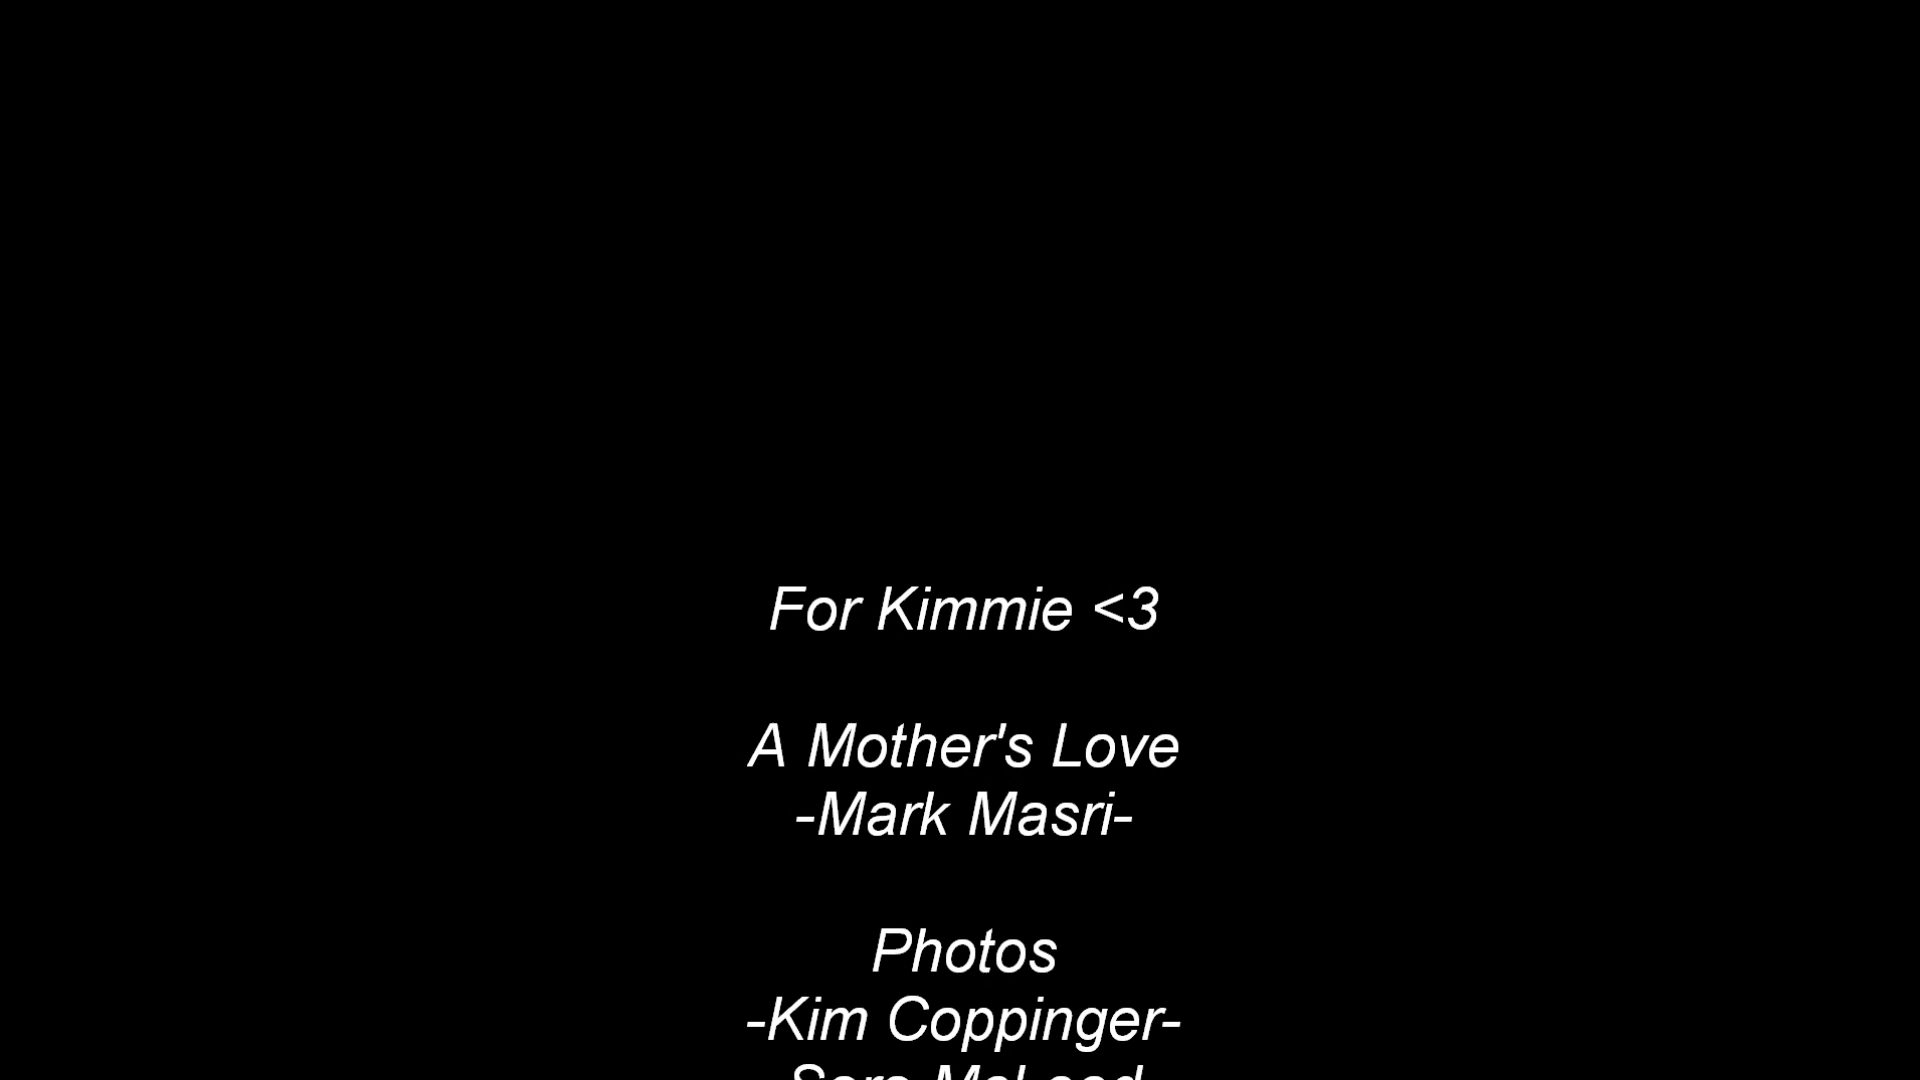 For Kimmie <3
A Mother's Love
-Mark Masri-
Photos
-Kim Coppinger-